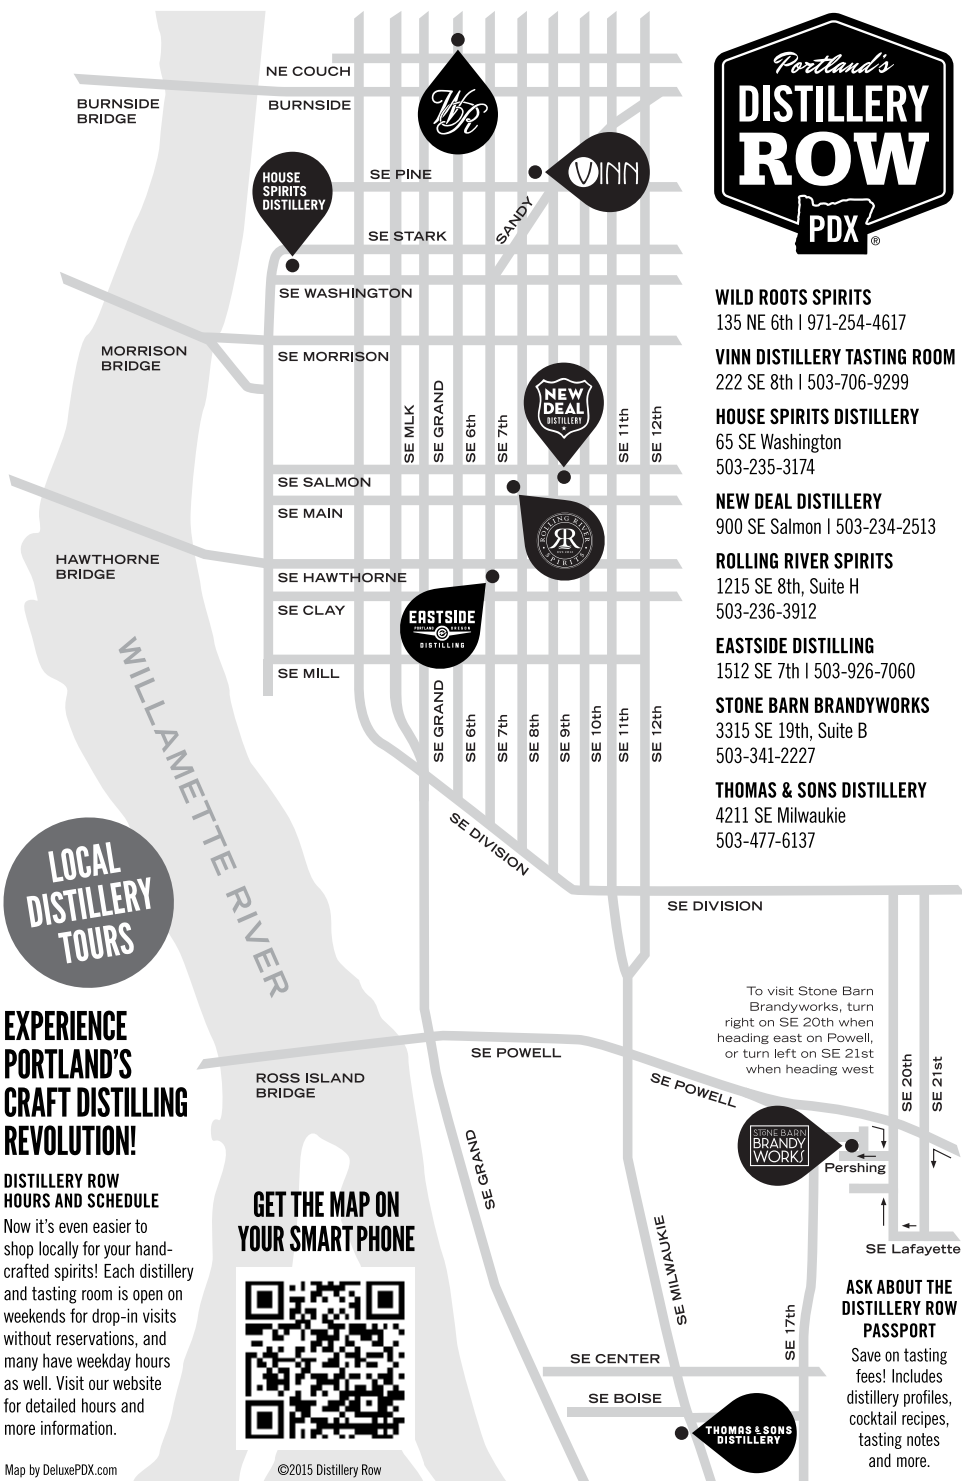 NE COUCH
BURNSIDE
BRIDGE
BURNSIDE
WR
VINN
HOUSE
SPIRITS
DISTILLERY
SE PINE
SANDY
SE STARK
SE WASHINGTON
MORRISON
BRIDGE
SE MORRISON
SE MLK
SE GRAND
SE 6th
SE 7th
NEW
DEAL
DISTILLERY
SE 11th
SE 12th
SE SALMON
SE MAIN
ROLLING RIVER
RR
SPIRITS
HAWTHORNE
BRIDGE
SE HAWTHORNE
SE CLAY
EASTSIDE
PORTLAND OREGON
DISTILLING
SE MILL
WILLAMETTE RIVER
SE GRAND
SE 6th
SE 7th
SE 8th
SE 9th
SE 10th
SE 11th
SE 12th
SE DIVISION
SE DIVISION
Portland's
DISTILLERY
ROW
PDX ®
WILD ROOTS SPIRITS
135 NE 6th | 971-254-4617
VINN DISTILLERY TASTING ROOM
222 SE 8th | 503-706-9299
HOUSE SPIRITS DISTILLERY
65 SE Washington
503-235-3174
NEW DEAL DISTILLERY
900 SE Salmon | 503-234-2513
ROLLING RIVER SPIRITS
1215 SE 8th, Suite H
503-236-3912
EASTSIDE DISTILLING
1512 SE 7th | 503-926-7060
STONE BARN BRANDYWORKS
3315 SE 19th, Suite B
503-341-2227
THOMAS & SONS DISTILLERY
4211 SE Milwaukie
503-477-6137
LOCAL
DISTILLERY
TOURS
EXPERIENCE
PORTLAND'S
CRAFT DISTILLING
REVOLUTION!
DISTILLERY ROW
HOURS AND SCHEDULE
Now it's even easier to
shop locally for your hand-
crafted spirits! Each distillery
and tasting room is open on
weekends for drop-in visits
without reservations, and
many have weekday hours
as well. Visit our website
for detailed hours and
more information.
Map by DeluxePDX.com
ROSS ISLAND
BRIDGE
SE POWELL
SE POWELL
To visit Stone Barn
Brandyworks, turn
right on SE 20th when
heading east on Powell,
or turn left on SE 21st
when heading west
SE 20th
SE 21st
STONE BARN
BRANDY
WORKS
Pershing
SE Lafayette
SE GRAND
SE MILWAUKIE
SE 17th
SE CENTER
SE BOISE
THOMAS & SONS
DISTILLERY
GET THE MAP ON
YOUR SMART PHONE
©2015 Distillery Row
ASK ABOUT THE
DISTILLERY ROW
PASSPORT
Save on tasting
fees! Includes
distillery profiles,
cocktail recipes,
tasting notes
and more.